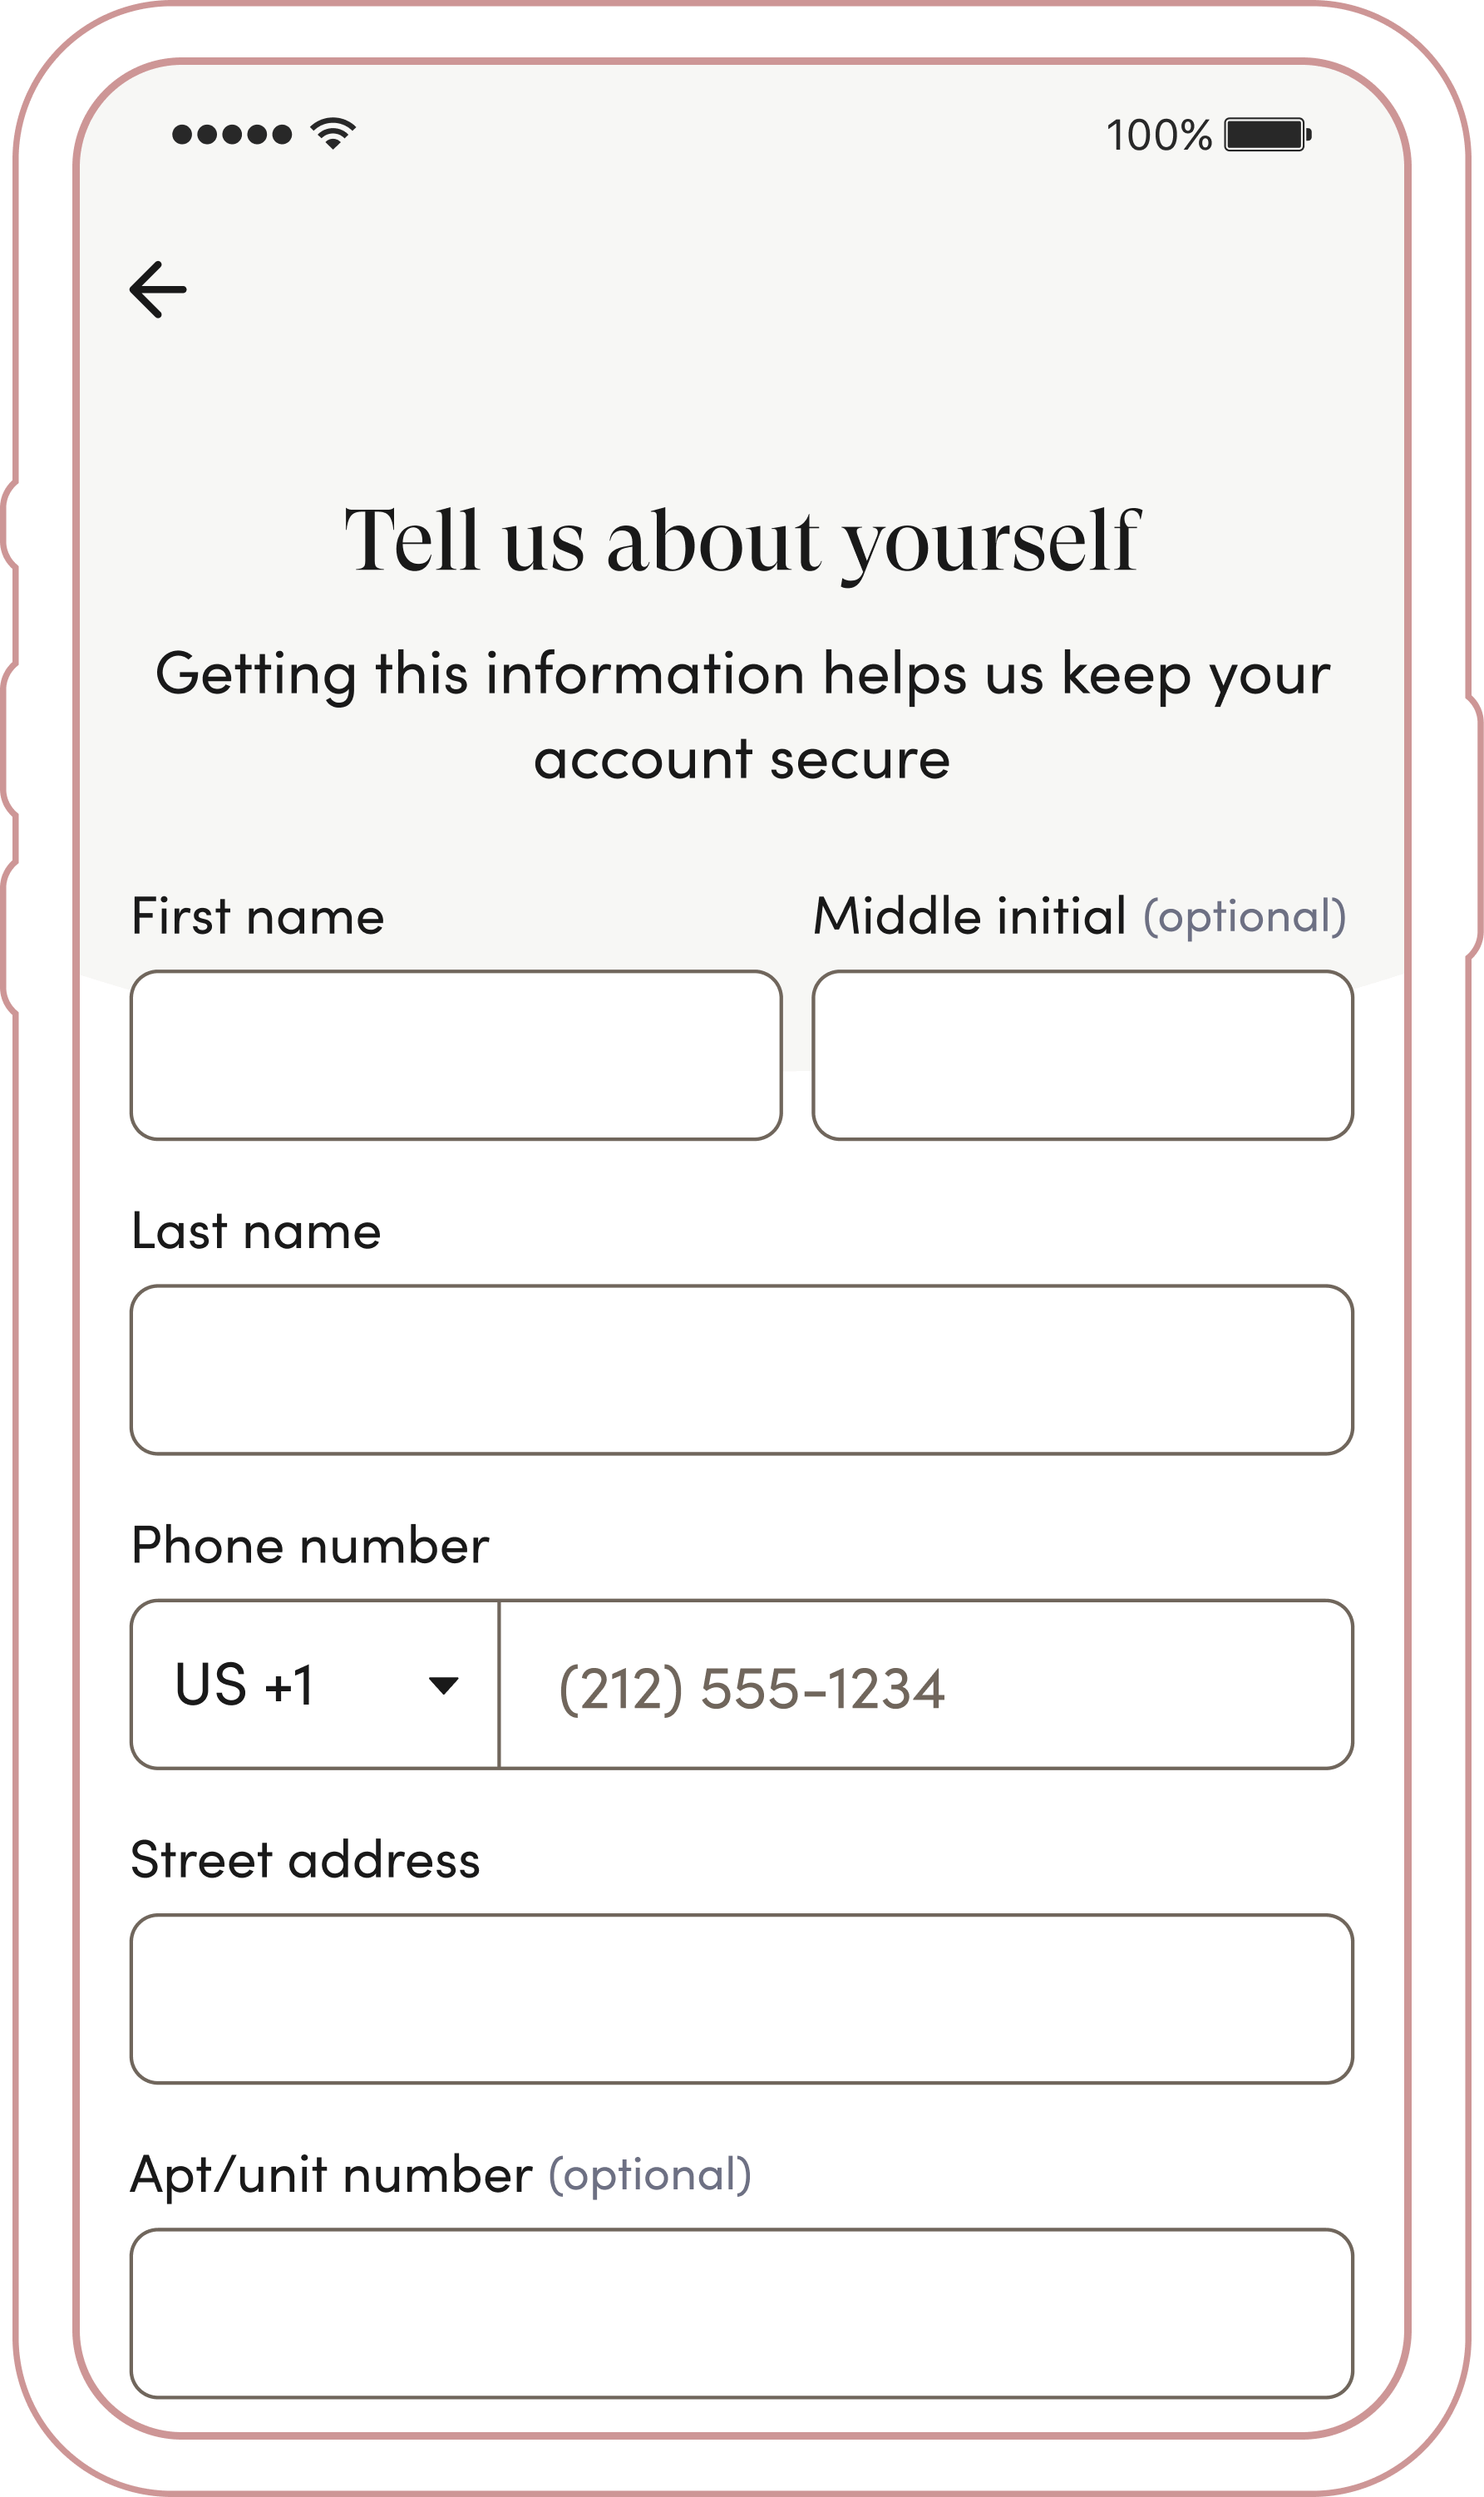 100%
Tell us about yourself
Getting this information helps us keep your
account secure
First name
Middle initial (optional)
Last name
Phone number
US +1
(212) 555-1234
Street address
Apt/unit number (optional)